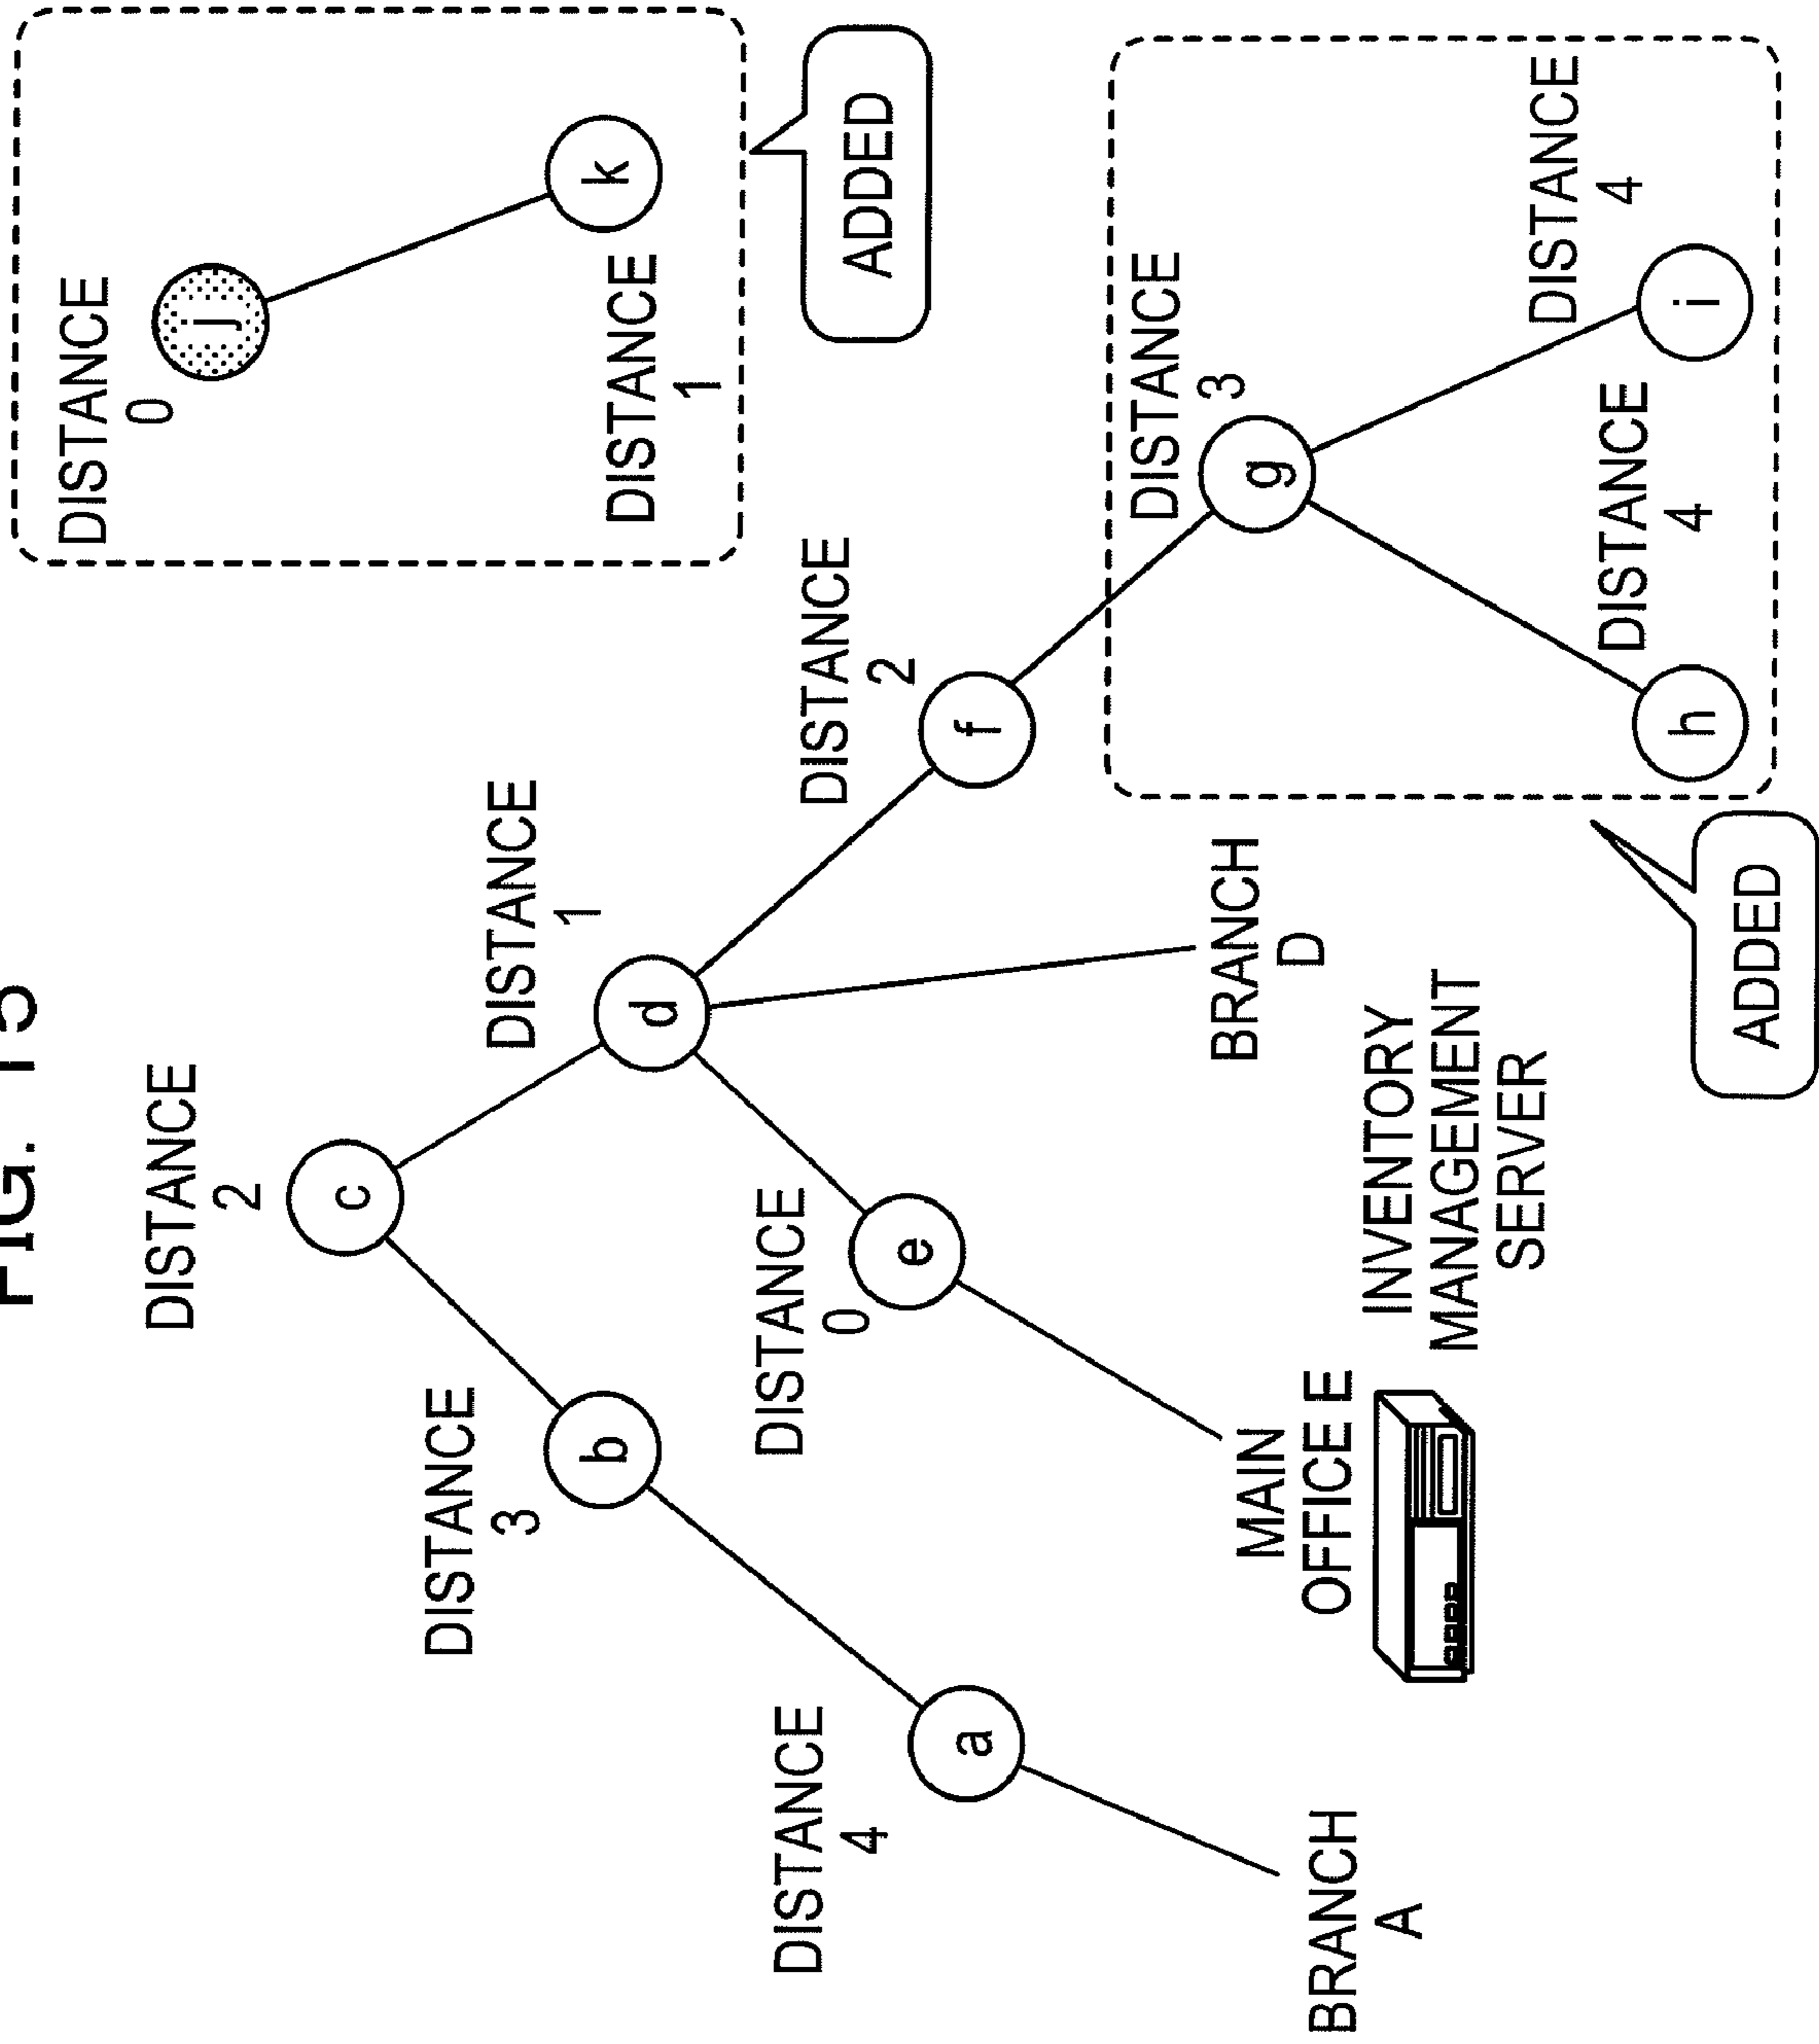 FIG.
DISTANCE
0
j
DISTANCE
2
c
DISTANCE
3
b
DISTANCE
1
d
DISTANCE
1
k
ADDED
DISTANCE
0
e
DISTANCE
4
a
DISTANCE
2
f
DISTANCE
3
g
BRANCH
A
MAIN
OFFICE E
INVENTORY
MANAGEMENT
SERVER
BRANCH
D
DISTANCE
4
h
DISTANCE
4
i
ADDED